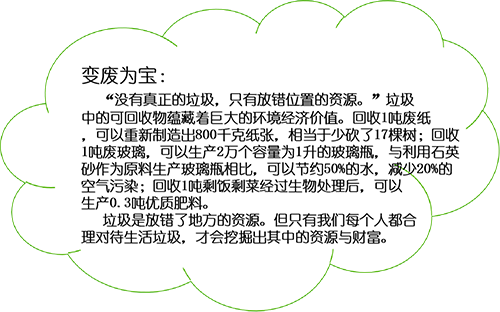 变废为宝：
“没有真正的垃圾，只有放错位置的资源。”垃圾
中的可回收物蕴藏着巨大的环境经济价值。回收1吨废纸
，可以重新制造出800千克纸张，相当于少砍了17棵树；回收
1吨废玻璃，可以生产2万个容量为1升的玻璃瓶，与利用石英
砂作为原料生产玻璃瓶相比，可以节约50%的水，减少20%的
空气污染；回收1吨剩饭剩菜经过生物处理后，可以
生产0.3吨优质肥料。
垃圾是放错了地方的资源。但只有我们每个人都合
理对待生活垃圾，才会挖掘出其中的资源与财富。